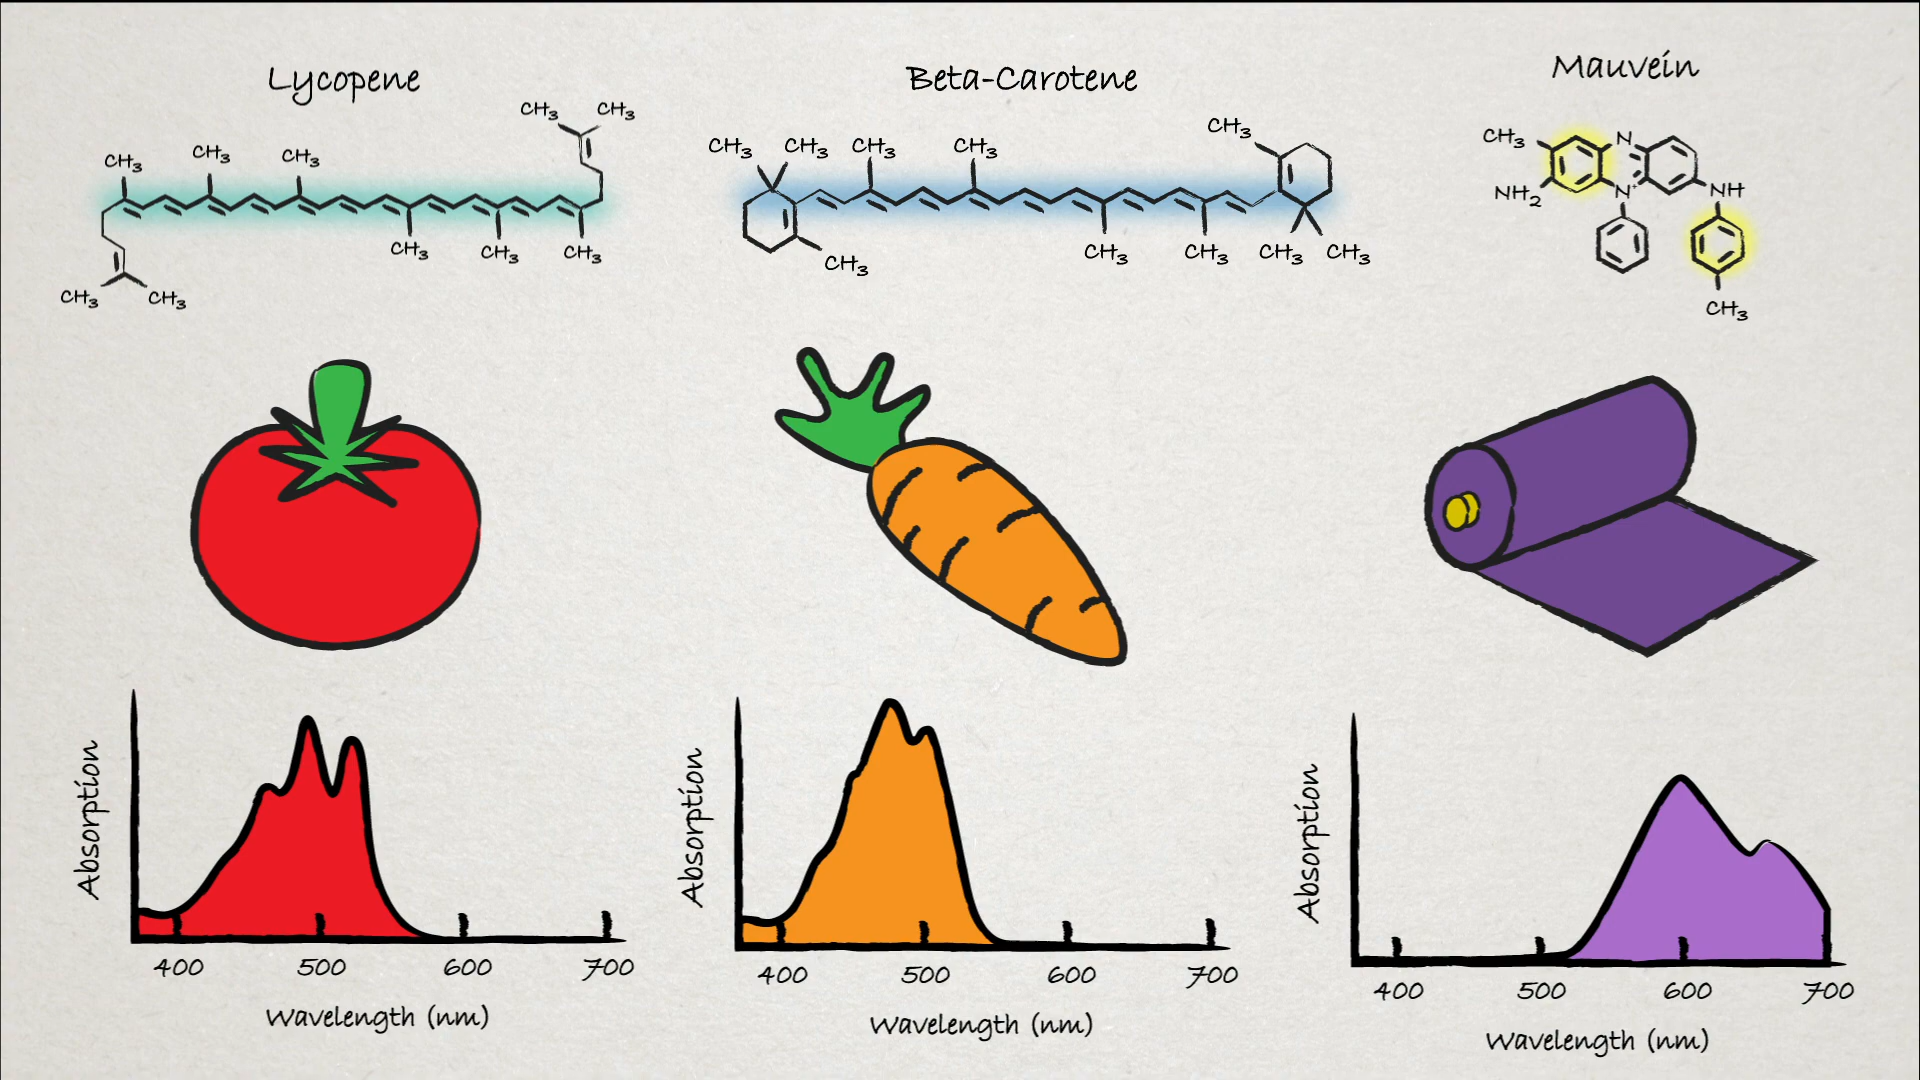 Lycopene
CH3 CH3
CH3 CH3 CH3
CH3 CH3 CH3
CH3 CH3
Beta-Carotene
CH3
CH3 CH3 CH3 CH3
CH3 CH3 CH3 CH3
CH3
Mauvein
CH3 N
NH2 N+ NH
CH3
Absorption
400 500 600 700
Wavelength (nm)
Absorption
400 500 600 700
Wavelength (nm)
Absorption
400 500 600 700
Wavelength (nm)